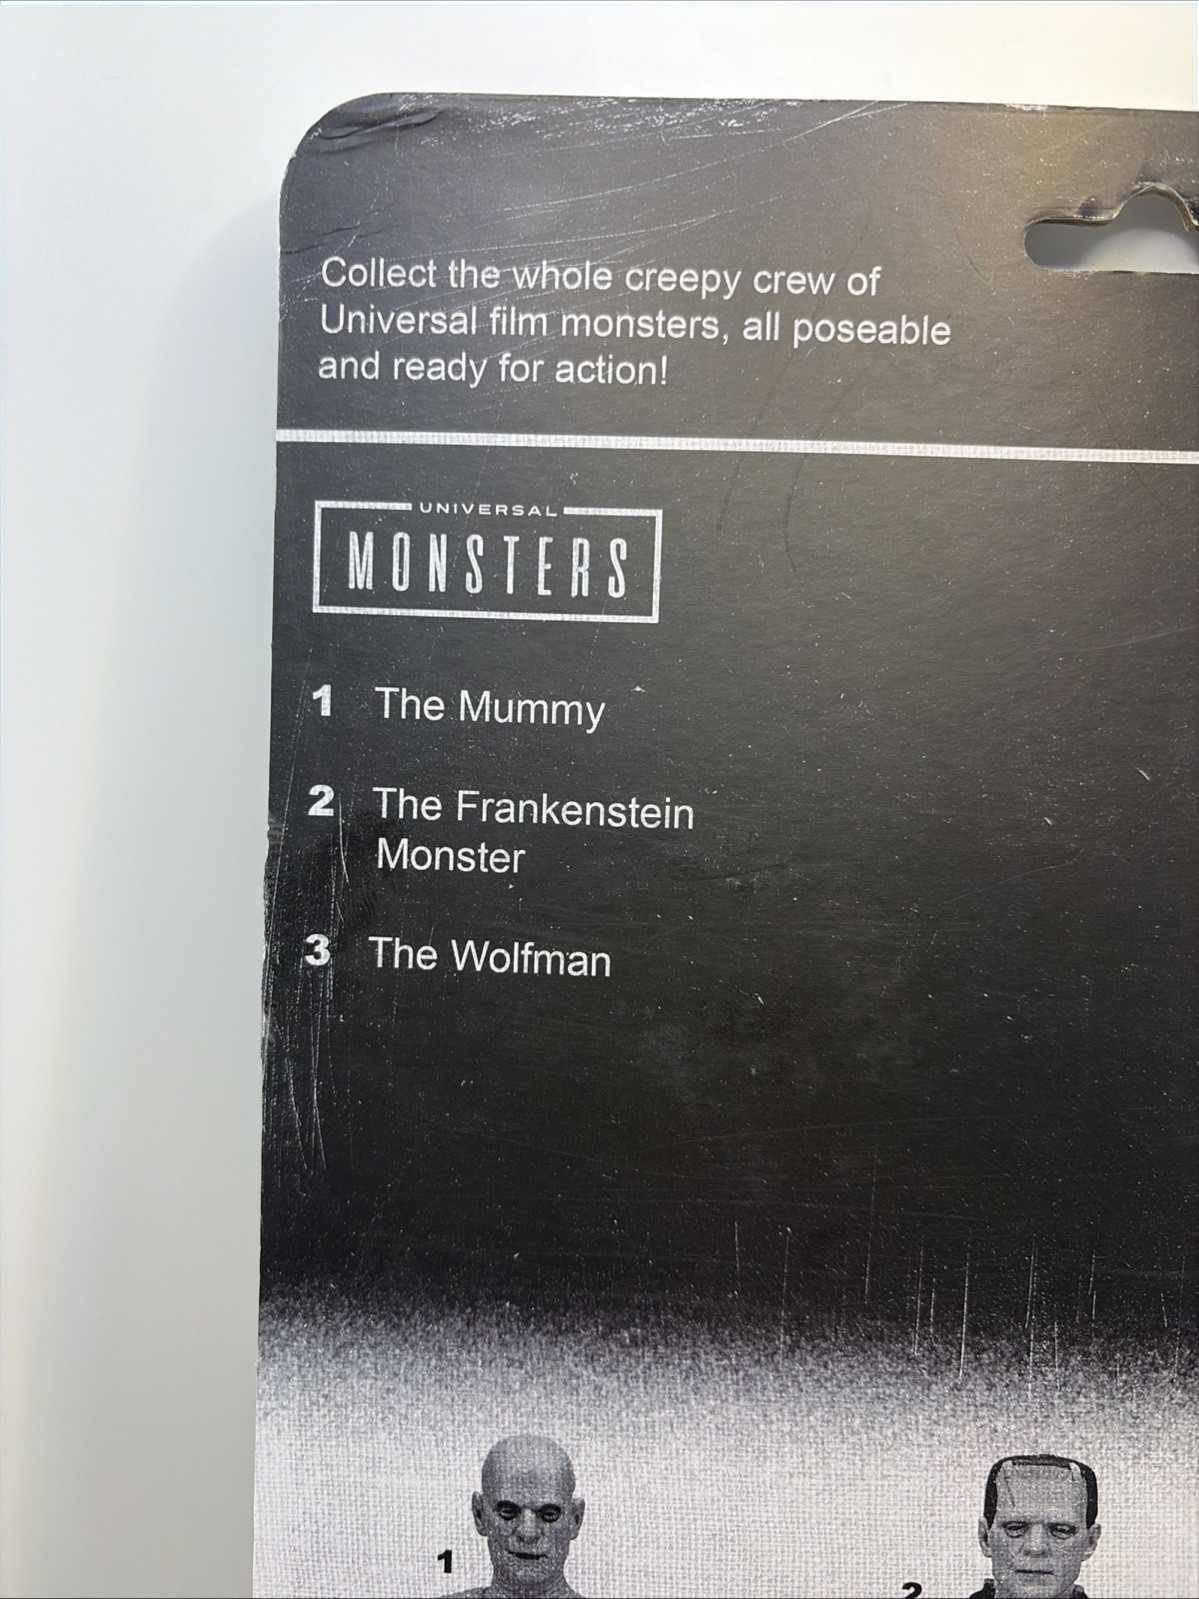 Collect the whole creepy crew of
Universal film monsters, all poseable
and ready for action!
UNIVERSAL
MONSTERS
1 The Mummy
2 The Frankenstein
Monster
3 The Wolfman
1
2